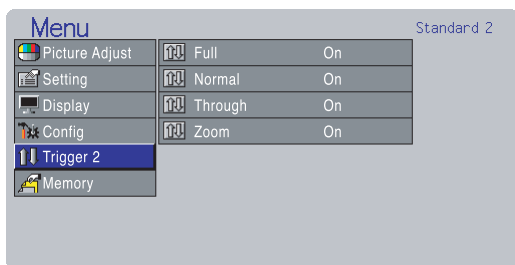 Menu
Standard 2
Picture Adjust
Full On
Setting
Normal On
Display
Through On
Config
Zoom On
Trigger 2
Memory